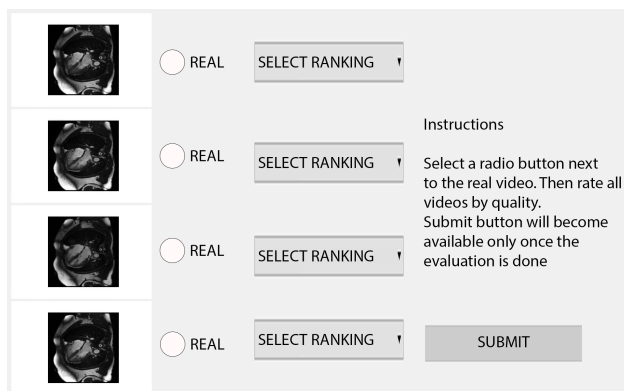 REAL
SELECT RANKING
REAL
SELECT RANKING
REAL
SELECT RANKING
REAL
SELECT RANKING
Instructions
Select a radio button next
to the real video. Then rate all
videos by quality.
Submit button will become
available only once the
evaluation is done
SUBMIT